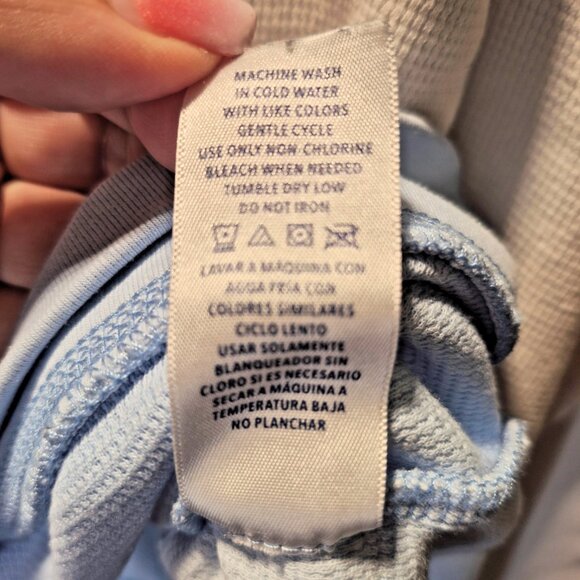 MACHINE WASH
IN COLD WATER
WITH LIKE COLORS
GENTLE CYCLE
USE ONLY NON-CHLORINE
BLEACH WHEN NEEDED
TUMBLE DRY LOW
DO NOT IRON
LAVAR A MÁQUINA CON
AGUA FRIA CON
COLORES SIMILARES
CICLO LENTO
USAR SOLAMENTE
BLANQUEADOR SIN
CLORO SI ES NECESARIO
SECAR A MÁQUINA A
TEMPERATURA BAJA
NO PLANCHAR